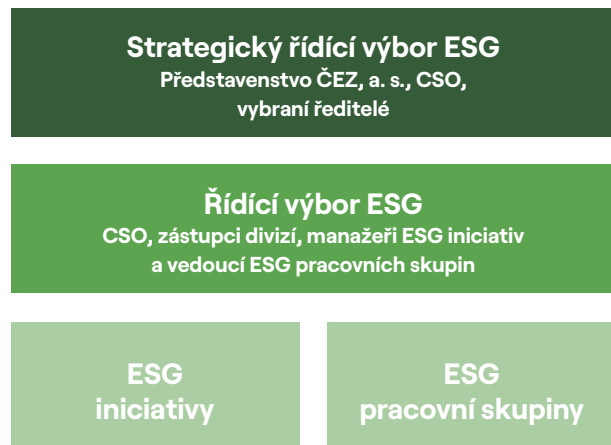 Strategický řídící výbor ESG
Představenstvo ČEZ, a. s., CSO,
vybraní ředitelé
Řídící výbor ESG
CSO, zástupci divizí, manažeři ESG iniciativ
a vedoucí ESG pracovních skupin
ESG
iniciativy
ESG
pracovní skupiny